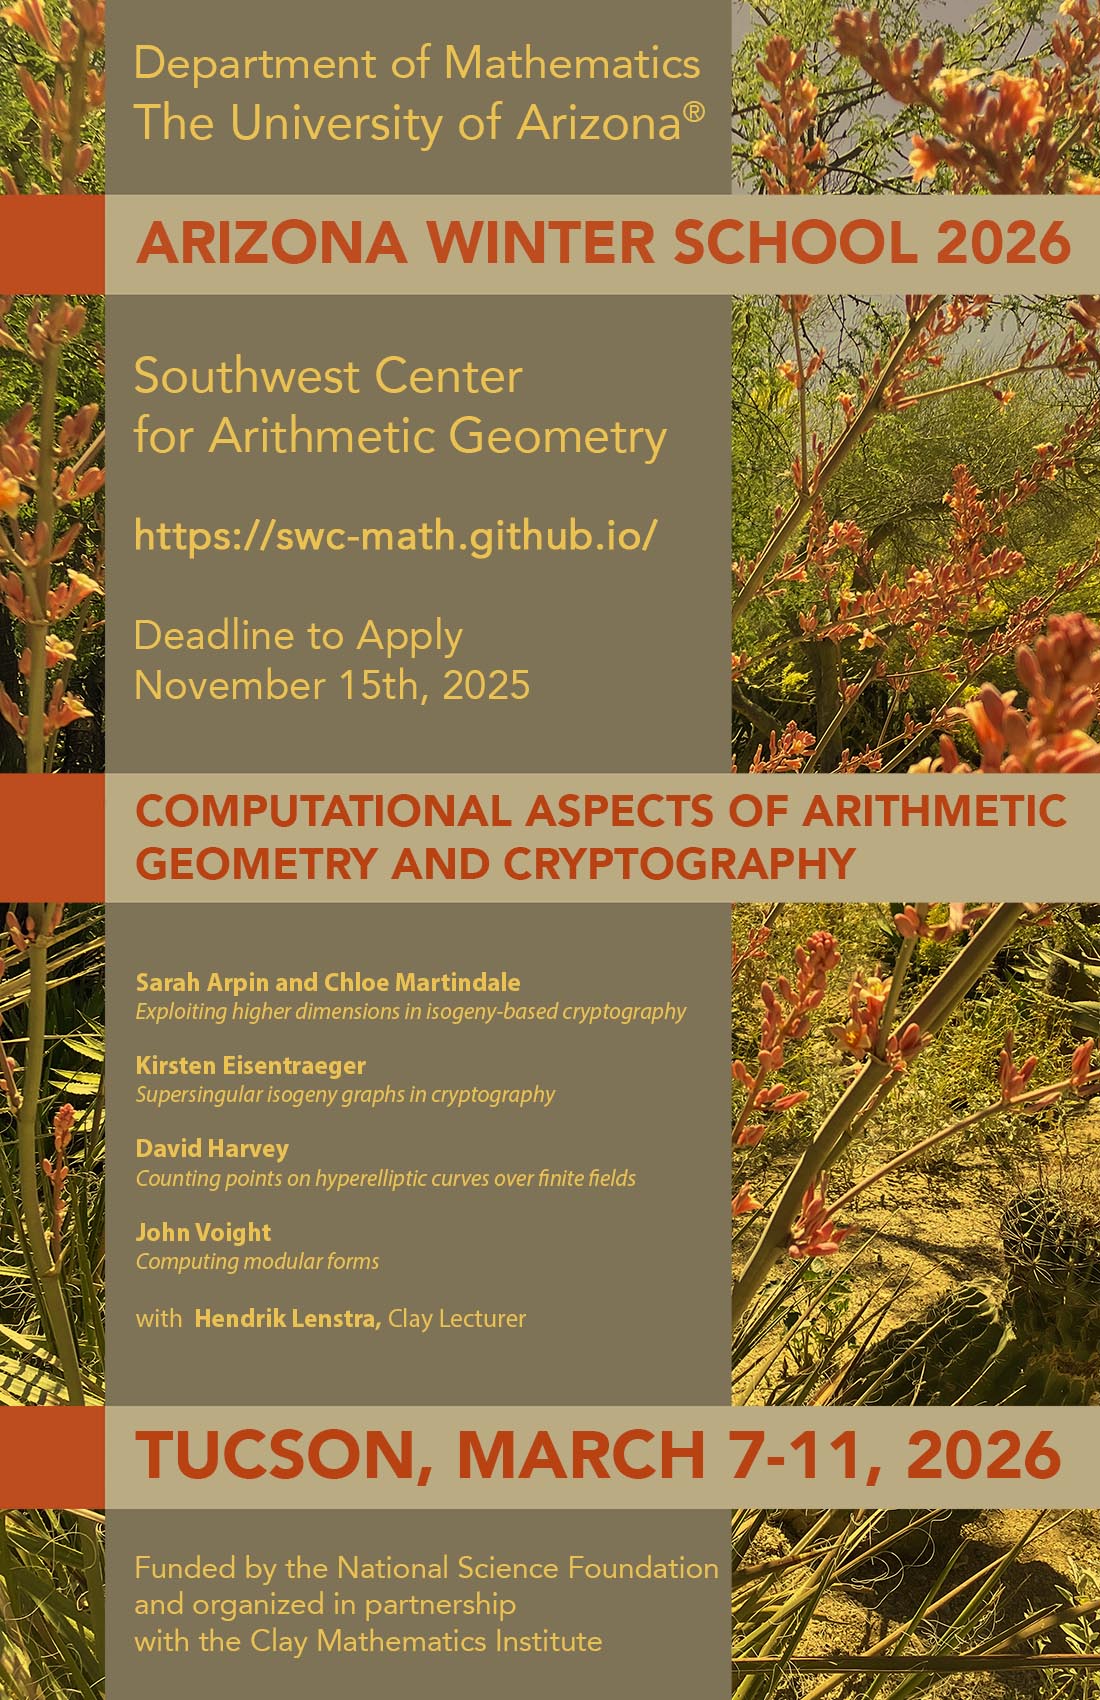 Department of Mathematics
The University of Arizona®
ARIZONA WINTER SCHOOL 2026
Southwest Center
for Arithmetic Geometry
https://swc-math.github.io/
Deadline to Apply
November 15th, 2025
COMPUTATIONAL ASPECTS OF ARITHMETIC
GEOMETRY AND CRYPTOGRAPHY
Sarah Arpin and Chloe Martindale
Exploiting higher dimensions in isogeny-based cryptography
Kirsten Eisentraeger
Supersingular isogeny graphs in cryptography
David Harvey
Counting points on hyperelliptic curves over finite fields
John Voight
Computing modular forms
with Hendrik Lenstra, Clay Lecturer
TUCSON, MARCH 7-11, 2026
Funded by the National Science Foundation
and organized in partnership
with the Clay Mathematics Institute